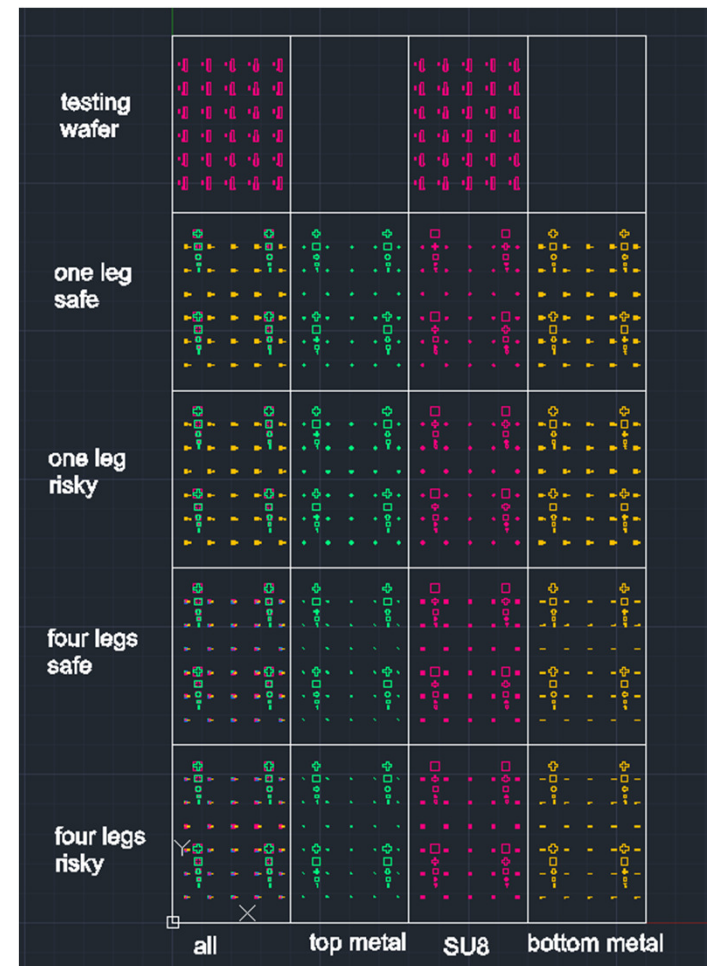 testing
wafer
one leg
safe
one leg
risky
four legs
safe
four legs
risky
Y
X
all
top metal
SU8
bottom metal